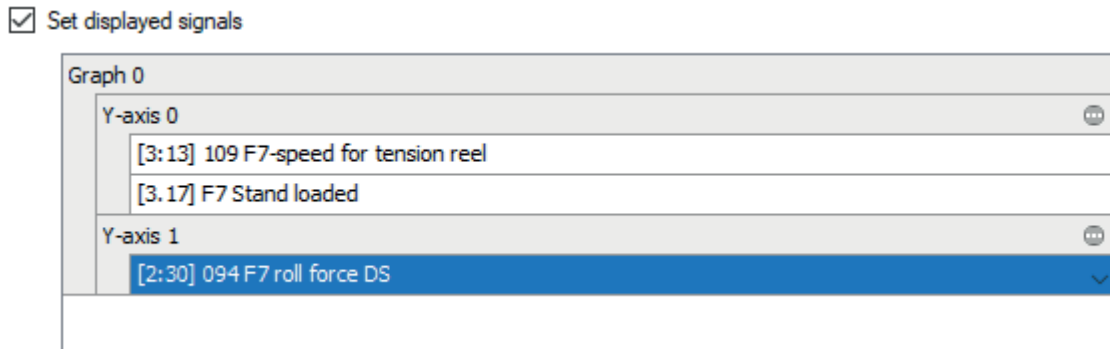 Set displayed signals
Graph 0
Y-axis 0
[3:13] 109 F7-speed for tension reel
[3.17] F7 Stand loaded
Y-axis 1
[2:30] 094 F7 roll force DS